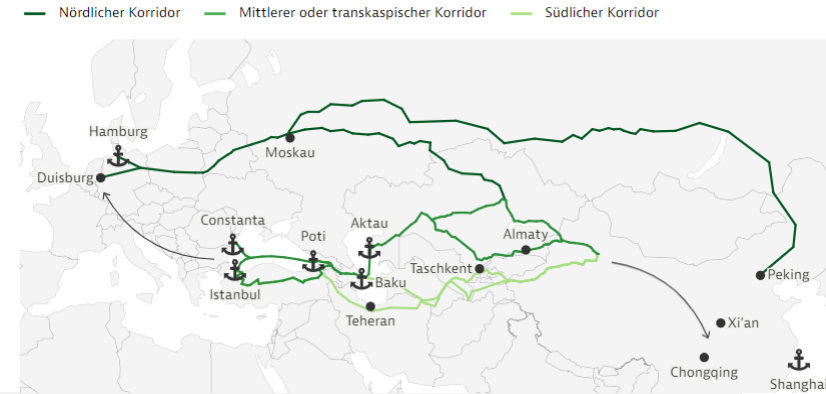 Nördlicher Korridor
Mittlerer oder transkaspischer Korridor
Südlicher Korridor
Hamburg
Duisburg
Moskau
Constanta
Poti
Aktau
Almaty
Taschkent
Istanbul
Baku
Peking
Teheran
Xi'an
Chongqing
Shanghai